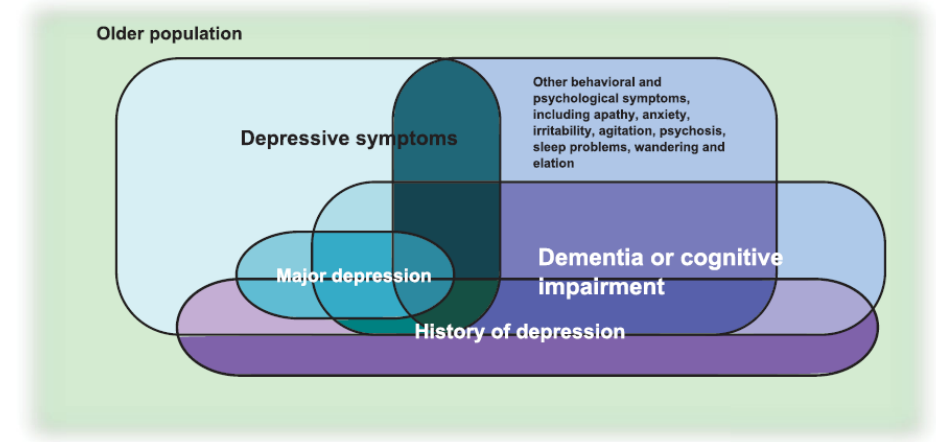 Older population
Other behavioral and
psychological symptoms,
including apathy, anxiety,
irritability, agitation, psychosis,
sleep problems, wandering and
elation
Depressive symptoms
Dementia or cognitive
impairment
Major depression
History of depression